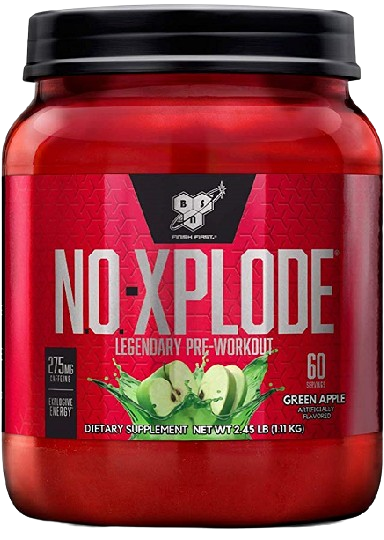 BSN
FINISH FIRST.
N.O.-XPLODE®
LEGENDARY PRE-WORKOUT
275MG
CAFFEINE
EXPLOSIVE
ENERGY
60
SERVINGS
GREEN APPLE
ARTIFICIALLY
FLAVORED
DIETARY SUPPLEMENT NET WT 2.45 LB (1.11 KG)